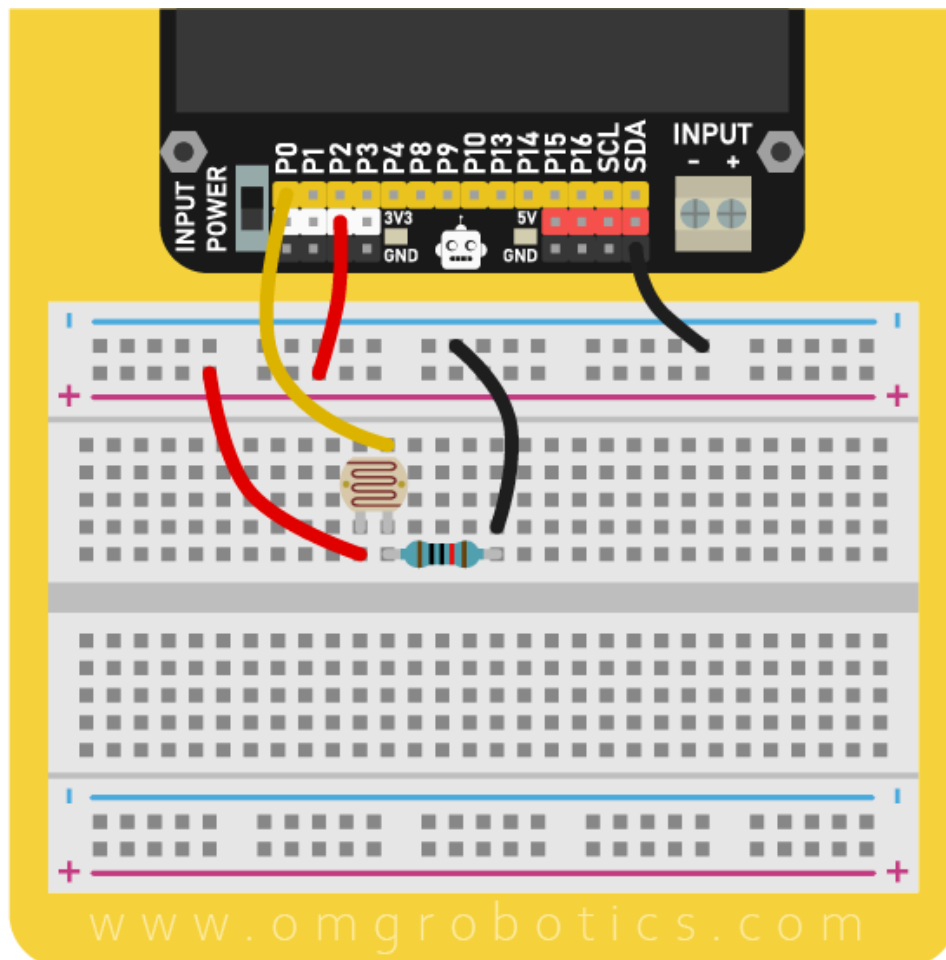 P0 P1 P2 P3 P4 P8 P9 P10 P13 P14 P15 P16 SCL SDA
INPUT
- +
INPUT
POWER
3V3
5V
GND
GND
- -
+ +
- -
+ +
www.omgrobotics.com